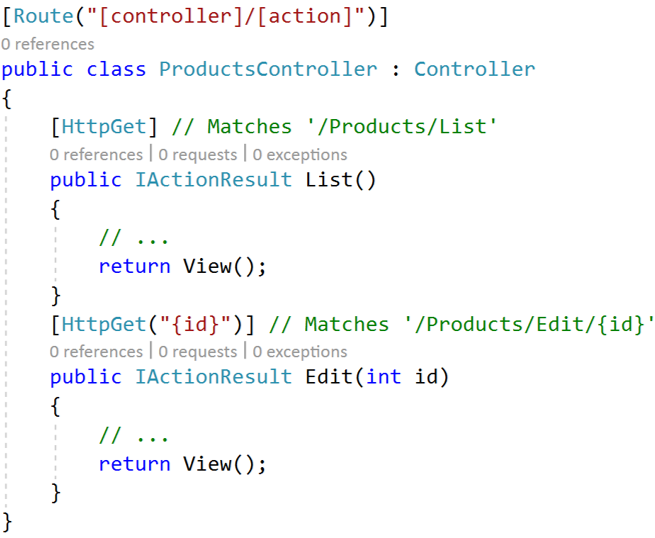 [Route("[controller]/[action]")]
0 references
public class ProductsController : Controller
{
[HttpGet] // Matches '/Products/List'
0 references | 0 requests | 0 exceptions
public IActionResult List()
{
// ...
return View();
}
[HttpGet("{id}")] // Matches '/Products/Edit/{id}'
0 references | 0 requests | 0 exceptions
public IActionResult Edit(int id)
{
// ...
return View();
}
}